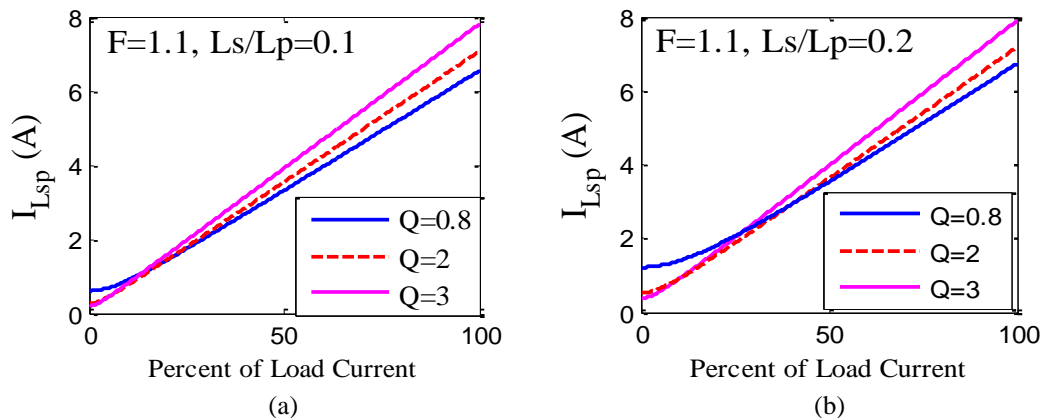 F=1.1, Ls/Lp=0.1
8
6
4
2
0
I_Lsp (A)
Q=0.8
Q=2
Q=3
0
50
100
Percent of Load Current
(a)
F=1.1, Ls/Lp=0.2
8
6
4
2
0
I_Lsp (A)
Q=0.8
Q=2
Q=3
0
50
100
Percent of Load Current
(b)